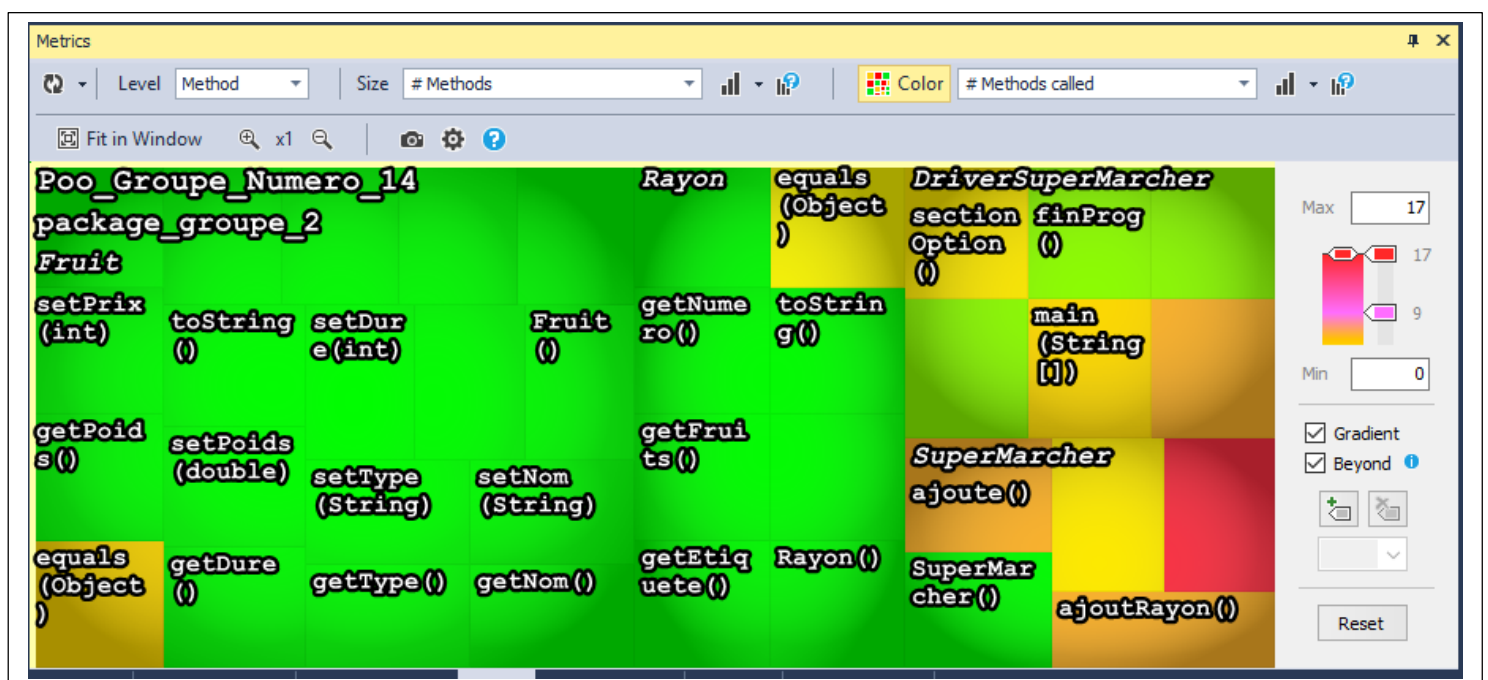 Metrics
Level Method Size # Methods Color # Methods called
Fit in Window x1
Poo_Groupe_Numero_14
package_groupe_2
Fruit
setPrix
(int)
toString
()
setDur
e(int)
Fruit
()
getPoid
s()
setPoids
(double)
setType
(String)
setNom
(String)
equals
(Object
)
getDure
()
getType()
getNom()
Rayon
equals
(Object
)
getNume
ro()
toStrin
g()
getFrui
ts()
getEtiq
uete()
Rayon()
DriverSuperMarcher
section
Option
()
finProg
()
main
(String
[])
SuperMarcher
ajoute()
SuperMar
cher()
ajoutRayon()
Max 17
17
9
Min 0
Gradient
Beyond
Reset